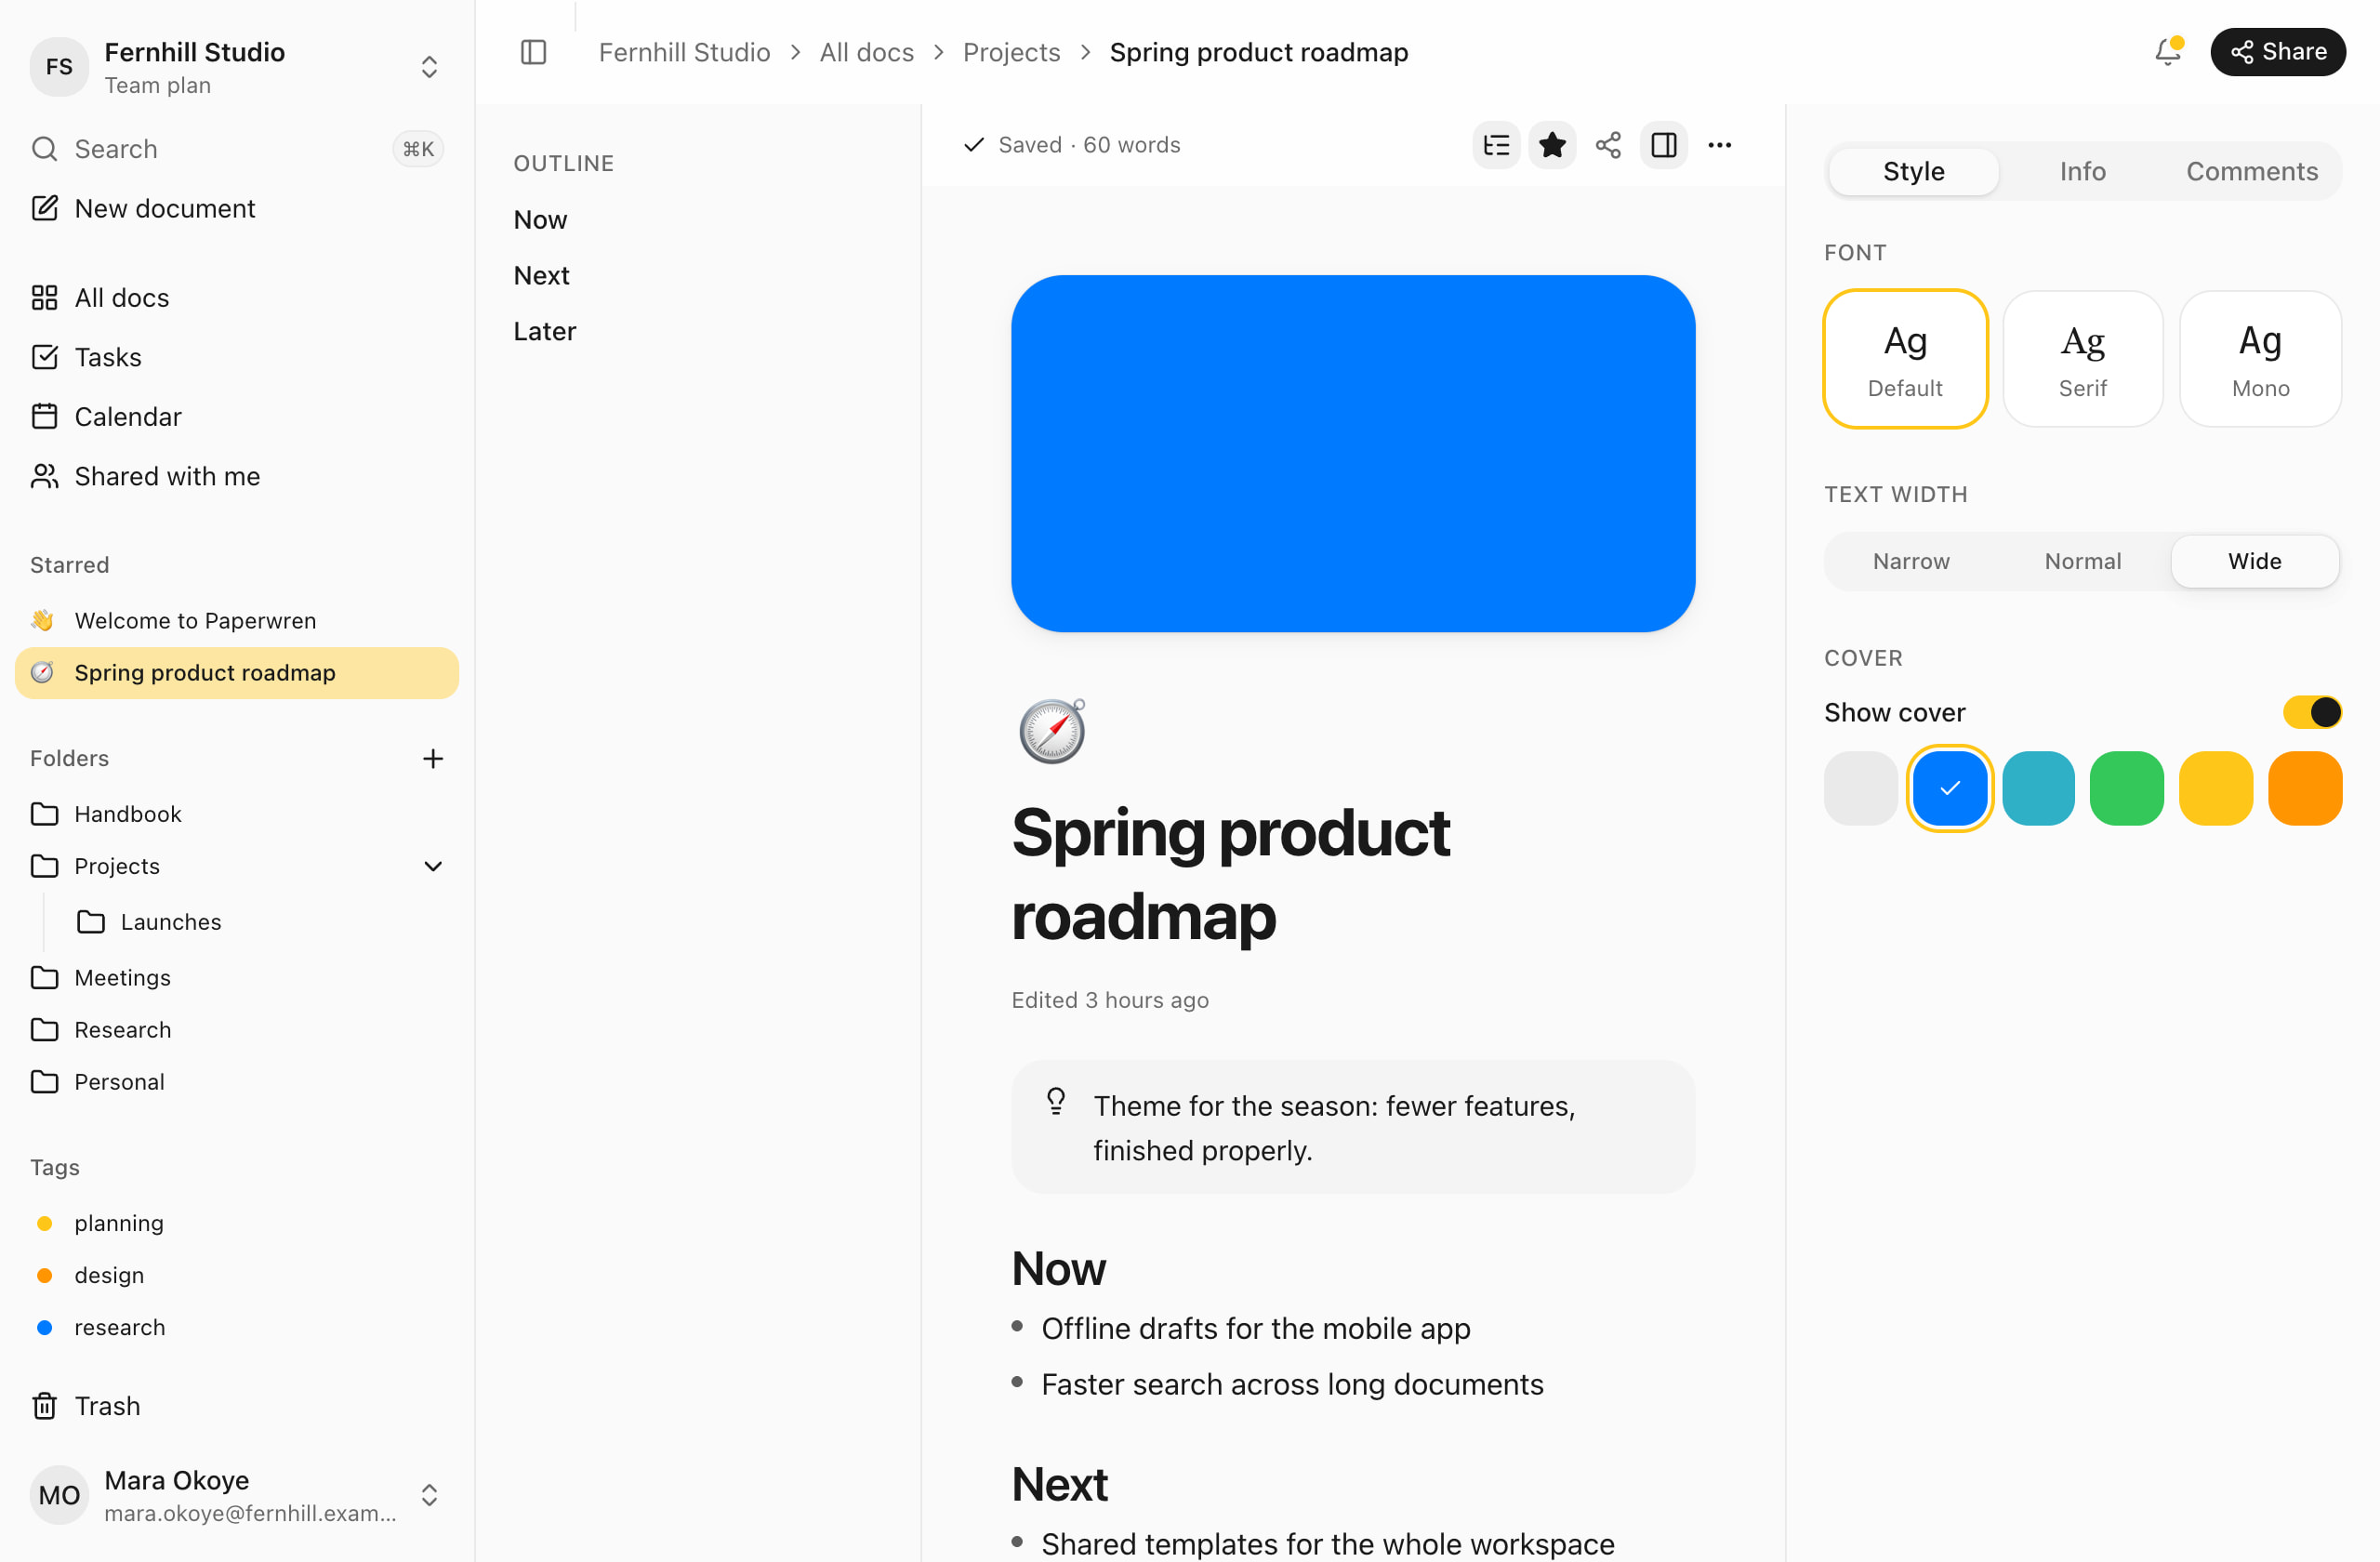 FS
Fernhill Studio
Team plan
Search
⌘K
New document
All docs
Tasks
Calendar
Shared with me
Starred
Welcome to Paperwren
Spring product roadmap
Folders
Handbook
Projects
Launches
Meetings
Research
Personal
Tags
planning
design
research
Trash
MO
Mara Okoye
mara.okoye@fernhill.exam...
Fernhill Studio > All docs > Projects > Spring product roadmap
Share
OUTLINE
Now
Next
Later
Saved · 60 words
Spring product
roadmap
Edited 3 hours ago
Theme for the season: fewer features,
finished properly.
Now
• Offline drafts for the mobile app
• Faster search across long documents
Next
• Shared templates for the whole workspace
Style Info Comments
FONT
Ag Ag Ag
Default Serif Mono
TEXT WIDTH
Narrow Normal Wide
COVER
Show cover